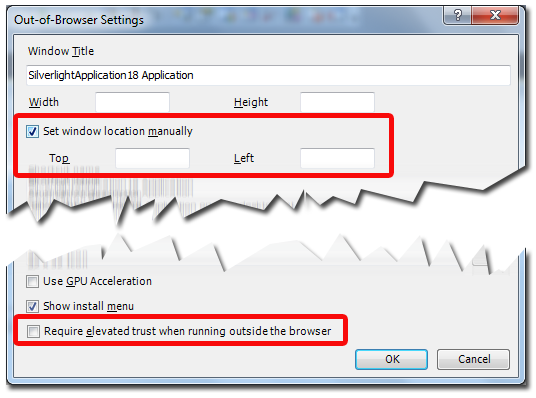 Out-of-Browser Settings
Window Title
SilverlightApplication18 Application
Width Height
Set window location manually
Top Left
Use GPU Acceleration
Show install menu
Require elevated trust when running outside the browser
OK Cancel